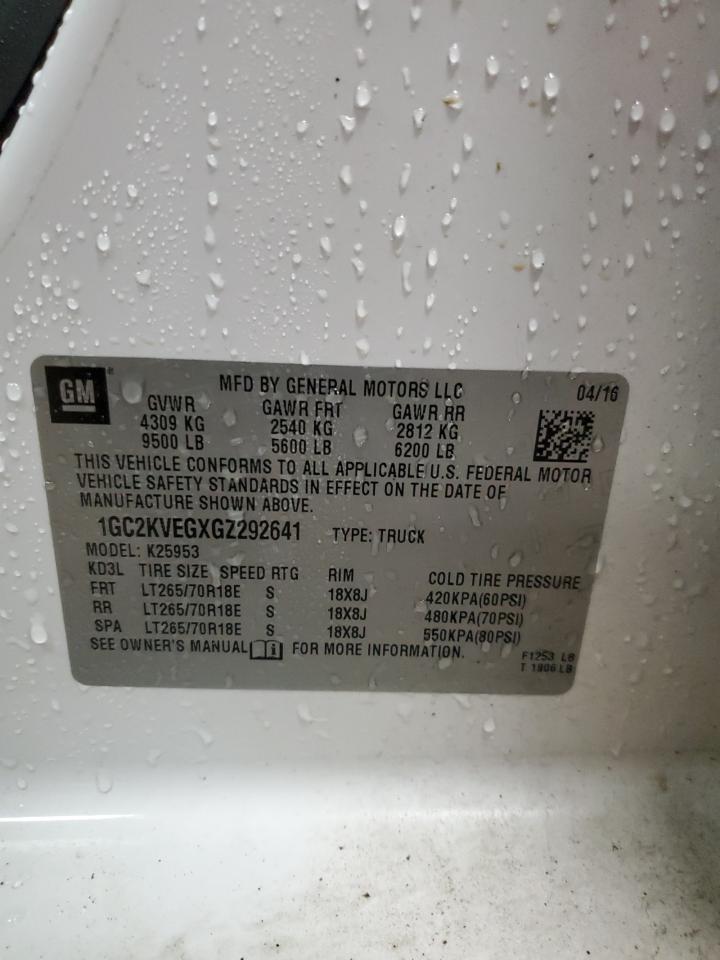 GM
MFD BY GENERAL MOTORS LLC 04/16
GVWR GAWR FRT GAWR RR
4309 KG 2540 KG 2812 KG
9500 LB 5600 LB 6200 LB
THIS VEHICLE CONFORMS TO ALL APPLICABLE U.S. FEDERAL MOTOR
VEHICLE SAFETY STANDARDS IN EFFECT ON THE DATE OF
MANUFACTURE SHOWN ABOVE.
1GC2KVEGXGZ292641 TYPE: TRUCK
MODEL: K25953
KD3L TIRE SIZE SPEED RTG RIM COLD TIRE PRESSURE
FRT LT265/70R18E S 18X8J 420KPA(60PSI)
RR LT265/70R18E S 18X8J 480KPA(70PSI)
SPA LT265/70R18E S 18X8J 550KPA(80PSI)
SEE OWNER'S MANUAL FOR MORE INFORMATION.
F1253 LB
T 1906 LB